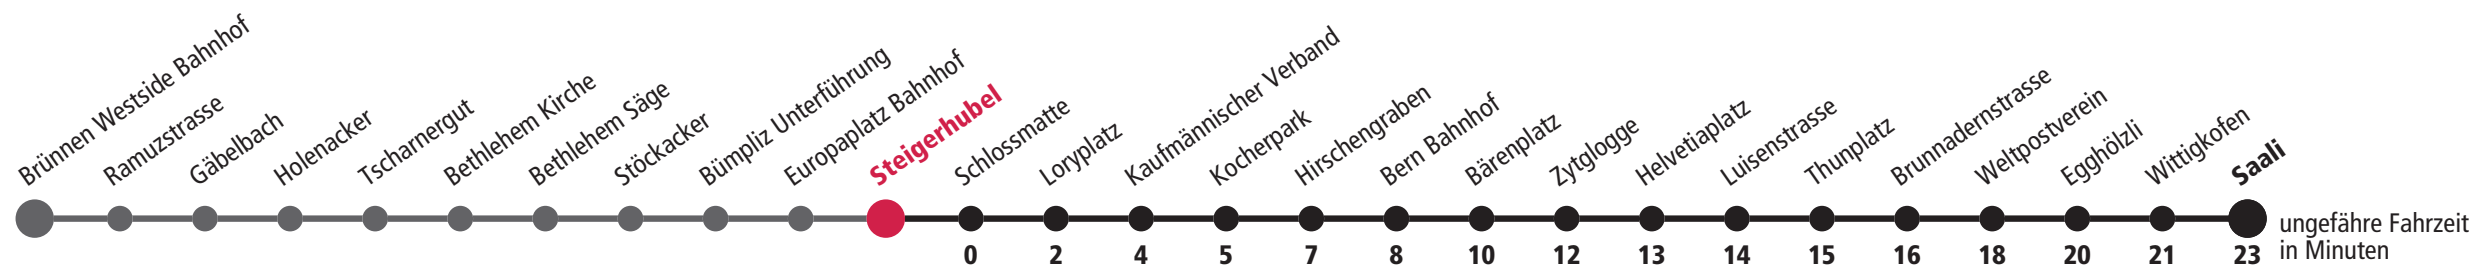 Brünnen Westside Bahnhof
Ramuzstrasse
Gäbelbach
Holenacker
Tscharnergut
Bethlehem Kirche
Bethlehem Säge
Stöckacker
Bümpliz Unterführung
Europaplatz Bahnhof
Steigerhubel
Schlossmatte
Loryplatz
Kaufmännischer Verband
Kocherpark
Hirschengraben
Bern Bahnhof
Bärenplatz
Zytglogge
Helvetiaplatz
Luisenstrasse
Thunplatz
Brunnadernstrasse
Weltpostverein
Egghölzli
Wittigkofen
Saali
0 2 4 5 7 8 10 12 13 14 15 16 18 20 21 23
ungefähre Fahrzeit
in Minuten